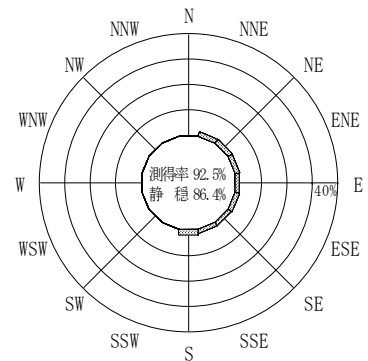 N
NNW NNE
NW NE
WNW ENE
測得率 92.5%
静 穏 86.4%
W 40% E
WSW ESE
SW SE
SSW SSE
S